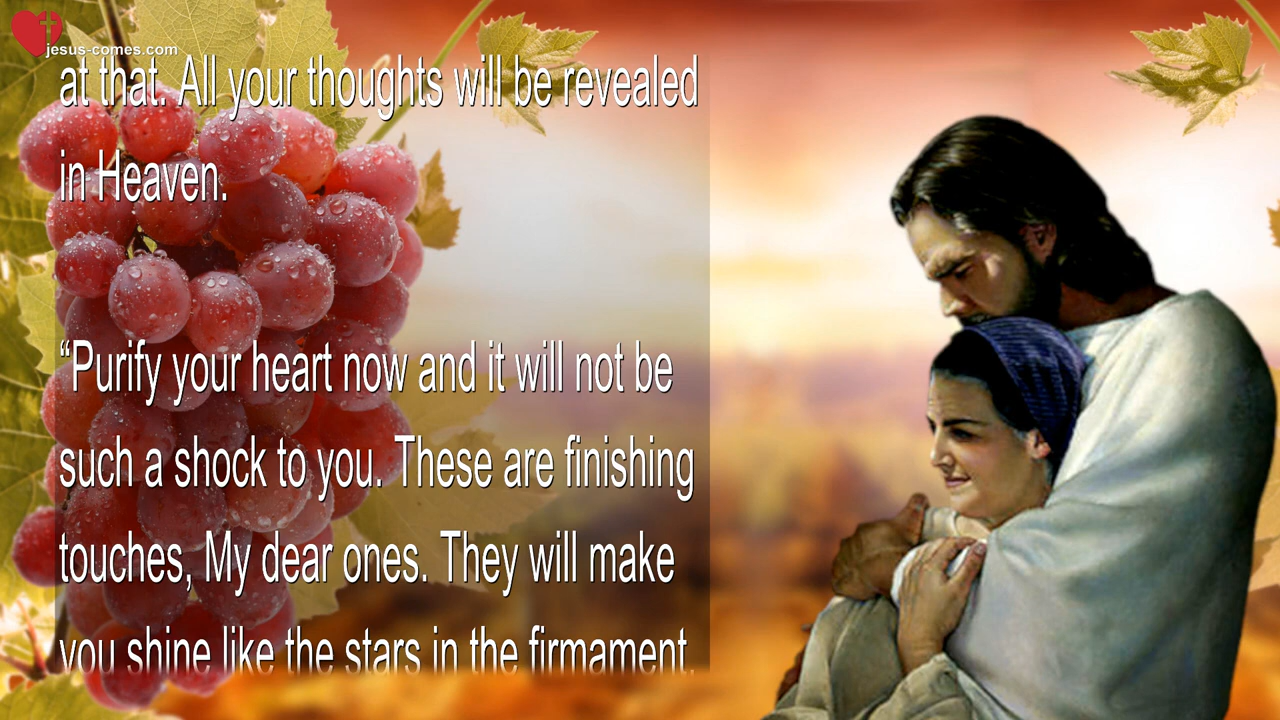 jesus-comes.com
at that. All your thoughts will be revealed
in Heaven.
“Purify your heart now and it will not be
such a shock to you. These are finishing
touches, My dear ones. They will make
you shine like the stars in the firmament.